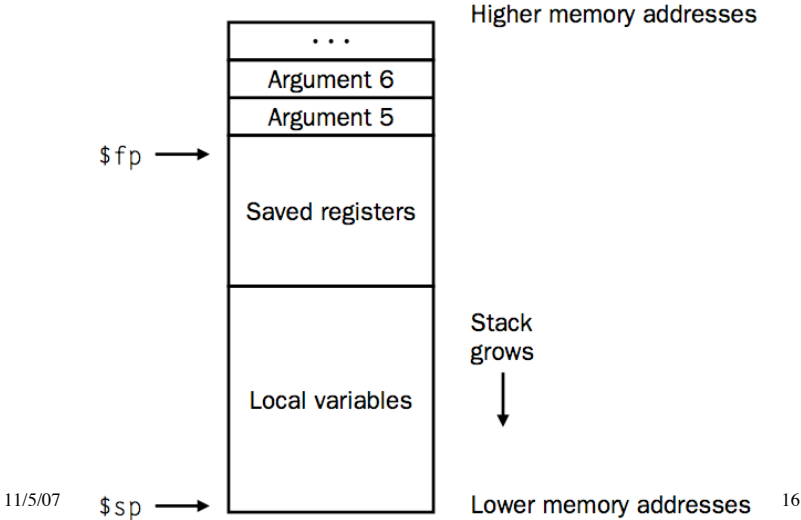 Higher memory addresses
...
Argument 6
Argument 5
$fp
Saved registers
Stack
grows
Local variables
11/5/07
$sp
Lower memory addresses
16